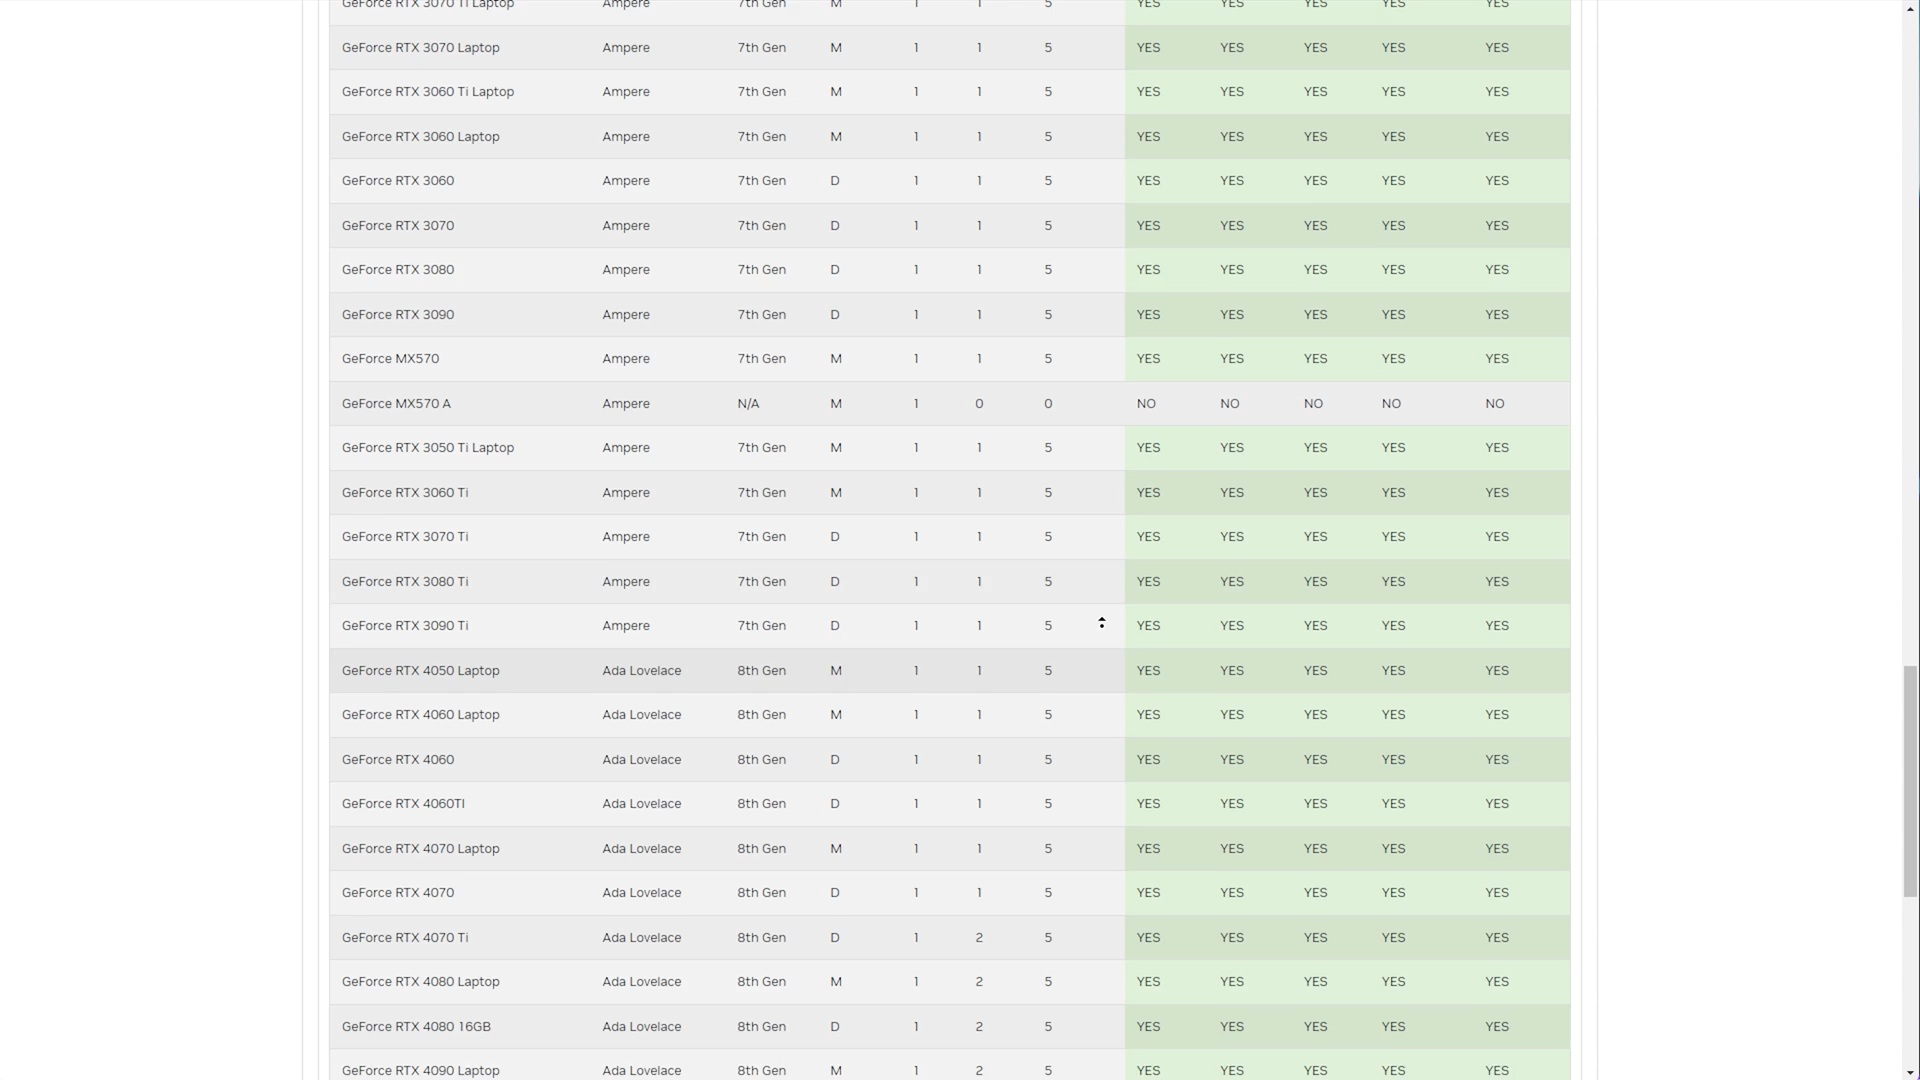 GeForce RTX 3070 Ti Laptop Ampere 7th Gen M 1 1 5 YES YES YES YES YES
GeForce RTX 3070 Laptop Ampere 7th Gen M 1 1 5 YES YES YES YES YES
GeForce RTX 3060 Ti Laptop Ampere 7th Gen M 1 1 5 YES YES YES YES YES
GeForce RTX 3060 Laptop Ampere 7th Gen M 1 1 5 YES YES YES YES YES
GeForce RTX 3060 Ampere 7th Gen D 1 1 5 YES YES YES YES YES
GeForce RTX 3070 Ampere 7th Gen D 1 1 5 YES YES YES YES YES
GeForce RTX 3080 Ampere 7th Gen D 1 1 5 YES YES YES YES YES
GeForce RTX 3090 Ampere 7th Gen D 1 1 5 YES YES YES YES YES
GeForce MX570 Ampere 7th Gen M 1 1 5 YES YES YES YES YES
GeForce MX570 A Ampere N/A M 1 0 0 NO NO NO NO NO
GeForce RTX 3050 Ti Laptop Ampere 7th Gen M 1 1 5 YES YES YES YES YES
GeForce RTX 3060 Ti Ampere 7th Gen M 1 1 5 YES YES YES YES YES
GeForce RTX 3070 Ti Ampere 7th Gen D 1 1 5 YES YES YES YES YES
GeForce RTX 3080 Ti Ampere 7th Gen D 1 1 5 YES YES YES YES YES
GeForce RTX 3090 Ti Ampere 7th Gen D 1 1 5 YES YES YES YES YES
GeForce RTX 4050 Laptop Ada Lovelace 8th Gen M 1 1 5 YES YES YES YES YES
GeForce RTX 4060 Laptop Ada Lovelace 8th Gen M 1 1 5 YES YES YES YES YES
GeForce RTX 4060 Ada Lovelace 8th Gen D 1 1 5 YES YES YES YES YES
GeForce RTX 4060TI Ada Lovelace 8th Gen D 1 1 5 YES YES YES YES YES
GeForce RTX 4070 Laptop Ada Lovelace 8th Gen M 1 1 5 YES YES YES YES YES
GeForce RTX 4070 Ada Lovelace 8th Gen D 1 1 5 YES YES YES YES YES
GeForce RTX 4070 Ti Ada Lovelace 8th Gen D 1 2 5 YES YES YES YES YES
GeForce RTX 4080 Laptop Ada Lovelace 8th Gen M 1 2 5 YES YES YES YES YES
GeForce RTX 4080 16GB Ada Lovelace 8th Gen D 1 2 5 YES YES YES YES YES
GeForce RTX 4090 Laptop Ada Lovelace 8th Gen M 1 2 5 YES YES YES YES YES